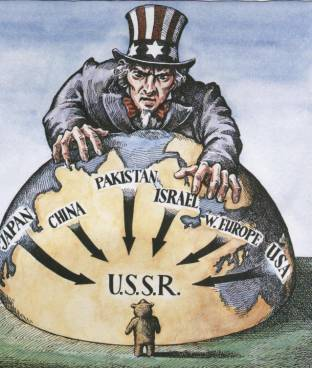 JAPAN
CHINA
PAKISTAN
ISRAEL
W. EUROPE
USA
U.S.S.R.